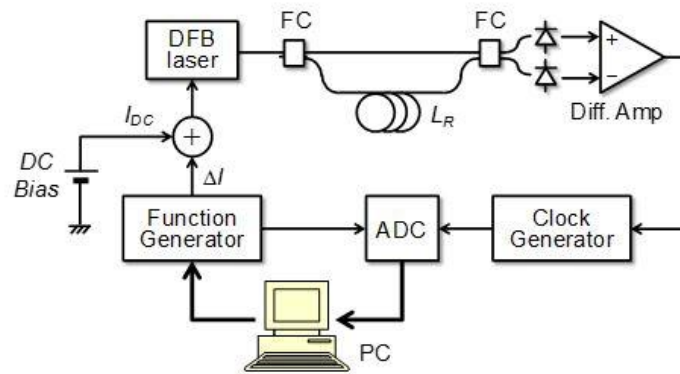 FC
FC
DFB
laser
+
−
Diff. Amp
L_R
I_DC
+
DC
Bias
ΔI
Function
Generator
ADC
Clock
Generator
PC